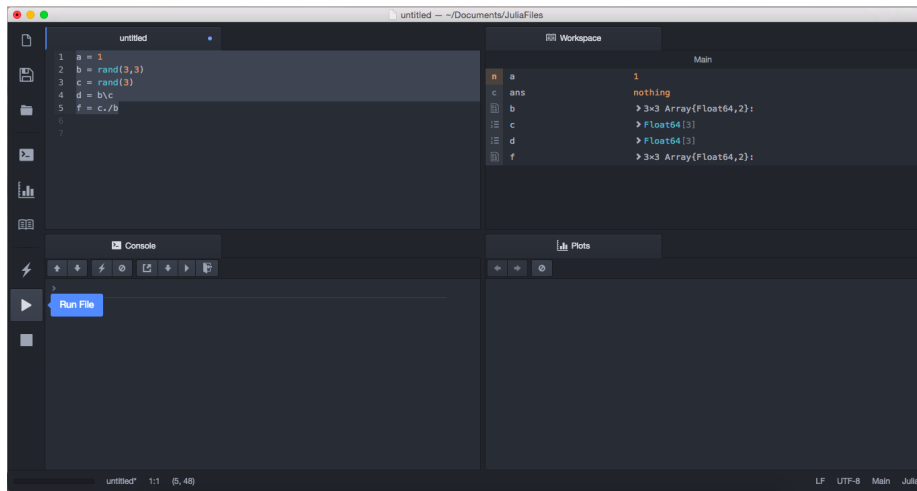 untitled — ~/Documents/JuliaFiles
untitled
1 a = 1
2 b = rand(3,3)
3 c = rand(3)
4 d = b\c
5 f = c./b
6
7
Workspace
Main
n a 1
c ans nothing
b > 3×3 Array{Float64,2}:
c > Float64[3]
d > Float64[3]
f > 3×3 Array{Float64,2}:
Console
>
Run File
Plots
untitled* 1:1 (5, 48)
LF UTF-8 Main Julia